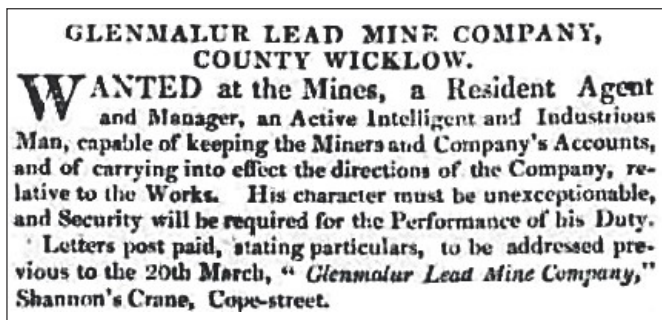 GLENMALUR LEAD MINE COMPANY,
COUNTY WICKLOW.
WANTED at the Mines, a Resident Agent
and Manager, an Active Intelligent and Industrious
Man, capable of keeping the Miners and Company's Accounts,
and of carrying into effect the directions of the Company, re-
lative to the Works. His character must be unexceptionable,
and Security will be required for the Performance of his Duty.
Letters post paid, stating particulars, to be addressed pre-
vious to the 20th March, "Glenmalur Lead Mine Company,"
Shannon's Crane, Cope-street.